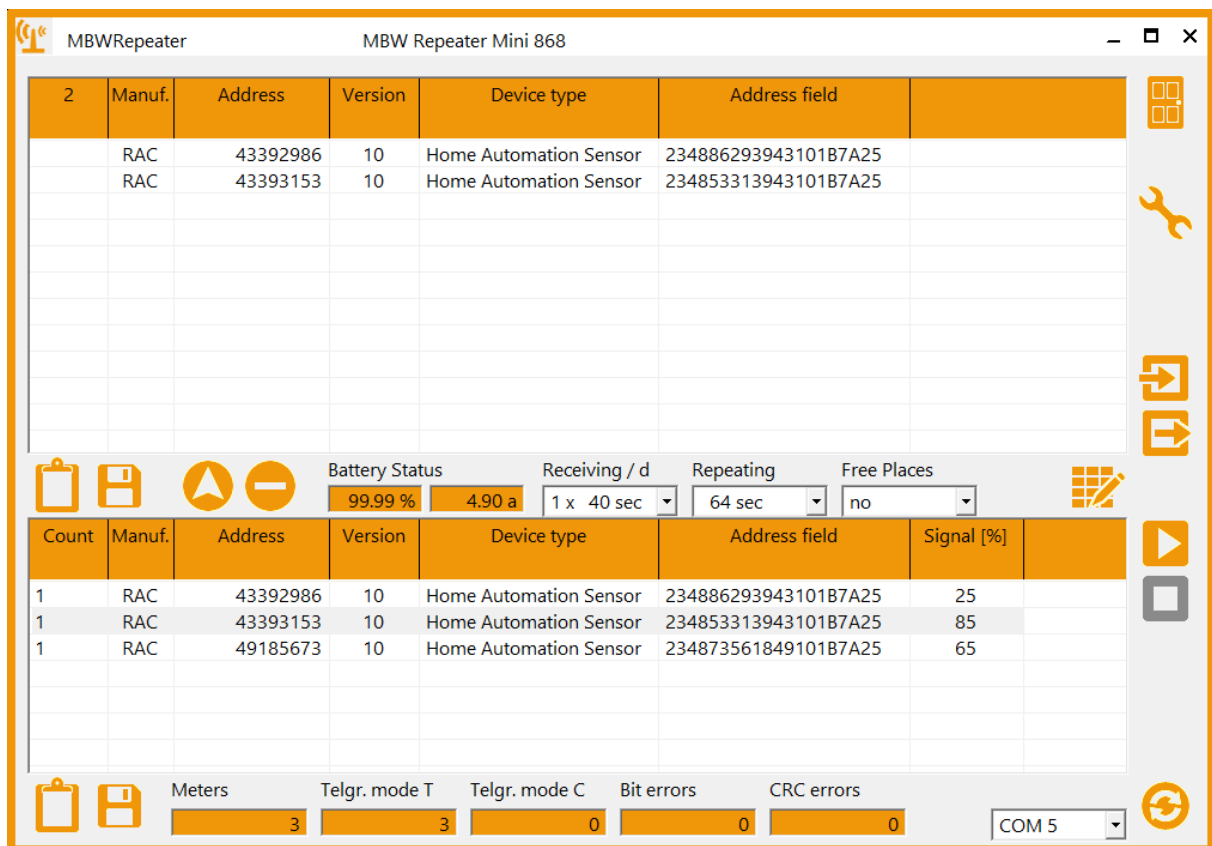 MBWRepeater MBW Repeater Mini 868
2 Manuf. Address Version Device type Address field
RAC 43392986 10 Home Automation Sensor 234886293943101B7A25
RAC 43393153 10 Home Automation Sensor 234853313943101B7A25
Battery Status Receiving / d Repeating Free Places
99.99 % 4.90 a 1 x 40 sec 64 sec no
Count Manuf. Address Version Device type Address field Signal [%]
1 RAC 43392986 10 Home Automation Sensor 234886293943101B7A25 25
1 RAC 43393153 10 Home Automation Sensor 234853313943101B7A25 85
1 RAC 49185673 10 Home Automation Sensor 234873561849101B7A25 65
Meters Telgr. mode T Telgr. mode C Bit errors CRC errors
3 3 0 0 0 COM 5